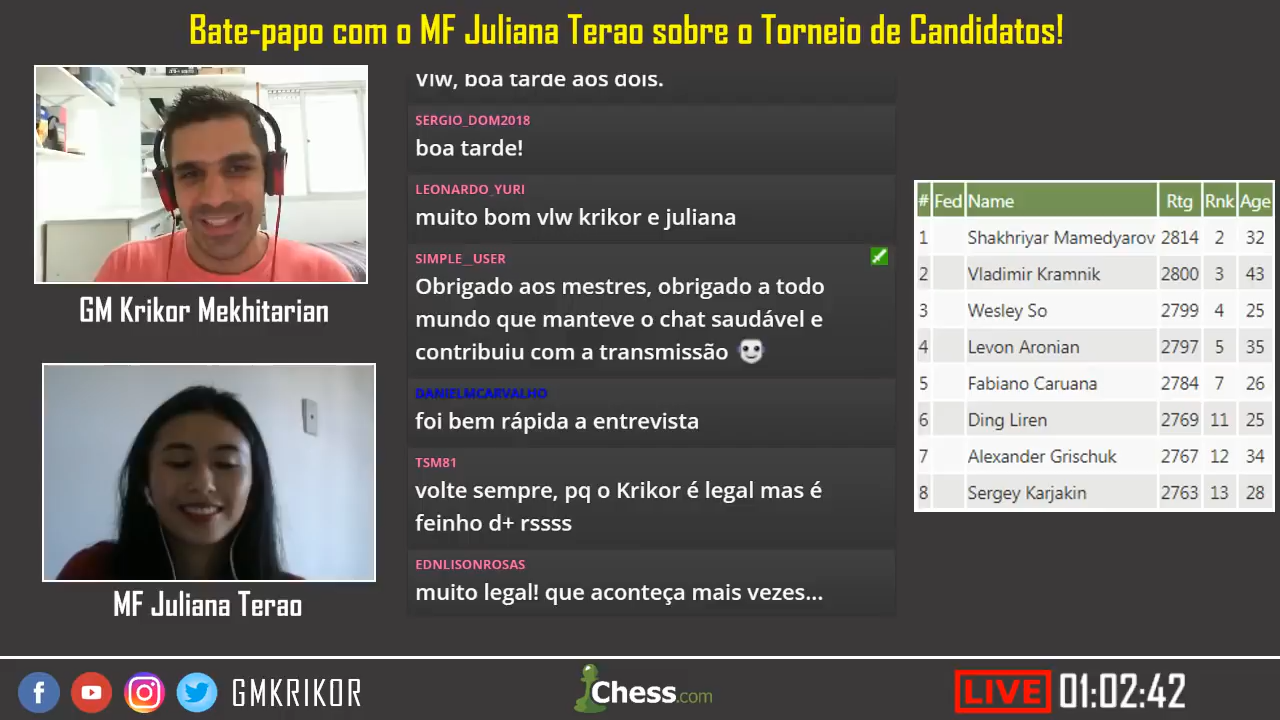 Bate-papo com o MF Juliana Terao sobre o Torneio de Candidatos!
GM Krikor Mekhitarian
MF Juliana Terao
Vlw, boa tarde aos dois.
SERGIO_DOM2018
boa tarde!
LEONARDO_YURI
muito bom vlw krikor e juliana
SIMPLE__USER
Obrigado aos mestres, obrigado a todo
mundo que manteve o chat saudável e
contribuiu com a transmissão
DANIELMCARVALHO
foi bem rápida a entrevista
TSM81
volte sempre, pq o Krikor é legal mas é
feinho d+ rssss
EDNLISONROSAS
muito legal! que aconteça mais vezes...
# Fed Name Rtg Rnk Age
1 Shakhriyar Mamedyarov 2814 2 32
2 Vladimir Kramnik 2800 3 43
3 Wesley So 2799 4 25
4 Levon Aronian 2797 5 35
5 Fabiano Caruana 2784 7 26
6 Ding Liren 2769 11 25
7 Alexander Grischuk 2767 12 34
8 Sergey Karjakin 2763 13 28
GMKRIKOR
Chess.com
LIVE 01:02:42